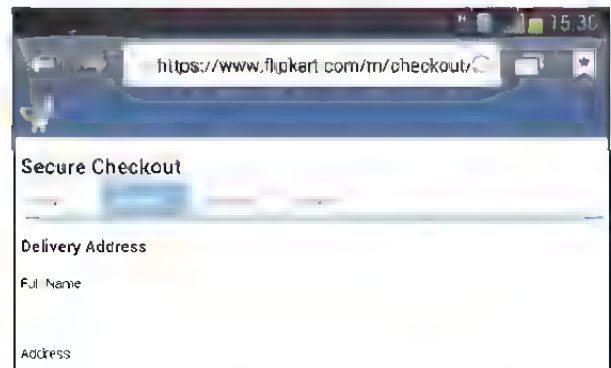 15.30
https://www.flipkart.com/m/checkout/
Secure Checkout
Delivery Address
Full Name
Address